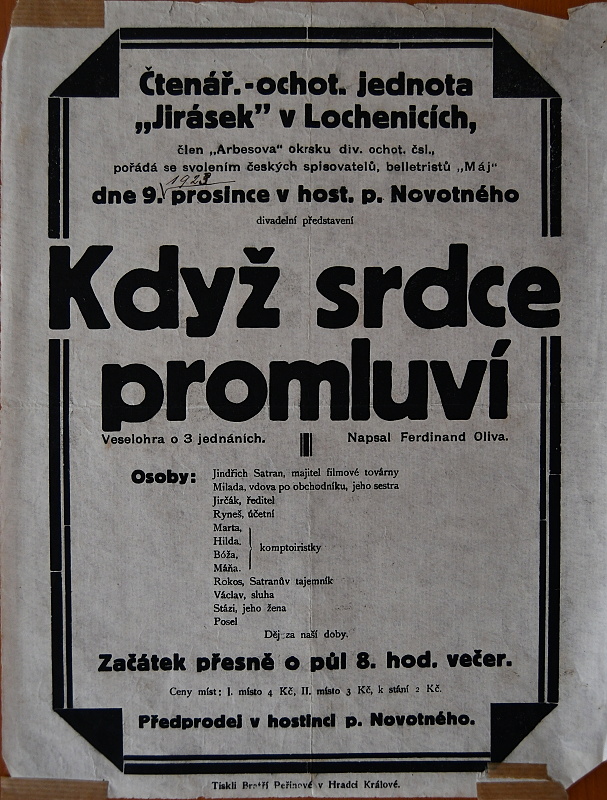 Čtenář.-ochot. jednota
„Jirásek” v Lochenicích,
člen „Arbesova” okrsku div. ochot. čsl.,
pořádá se svolením českých spisovatelů, belletristů „Máj”
1923
dne 9. prosince v host. p. Novotného
divadelní představení
Když srdce
promluví
Veselohra o 3 jednáních. Napsal Ferdinand Oliva.
Osoby: Jindřich Satran, majitel filmové továrny
Milada, vdova po obchodníku, jeho sestra
Jirčák, ředitel
Ryneš, účetní
Marta,
Hilda,
komptoiristky
Bóža,
Máňa.
Rokos, Satranův tajemník
Václav, sluha
Stázi, jeho žena
Posel
Děj za naší doby.
Začátek přesně o půl 8. hod. večer.
Ceny míst: I. místo 4 Kč, II. místo 3 Kč, k stání 2 Kč.
Předprodej v hostinci p. Novotného.
Tiskli Bratří Peřinové v Hradci Králové.